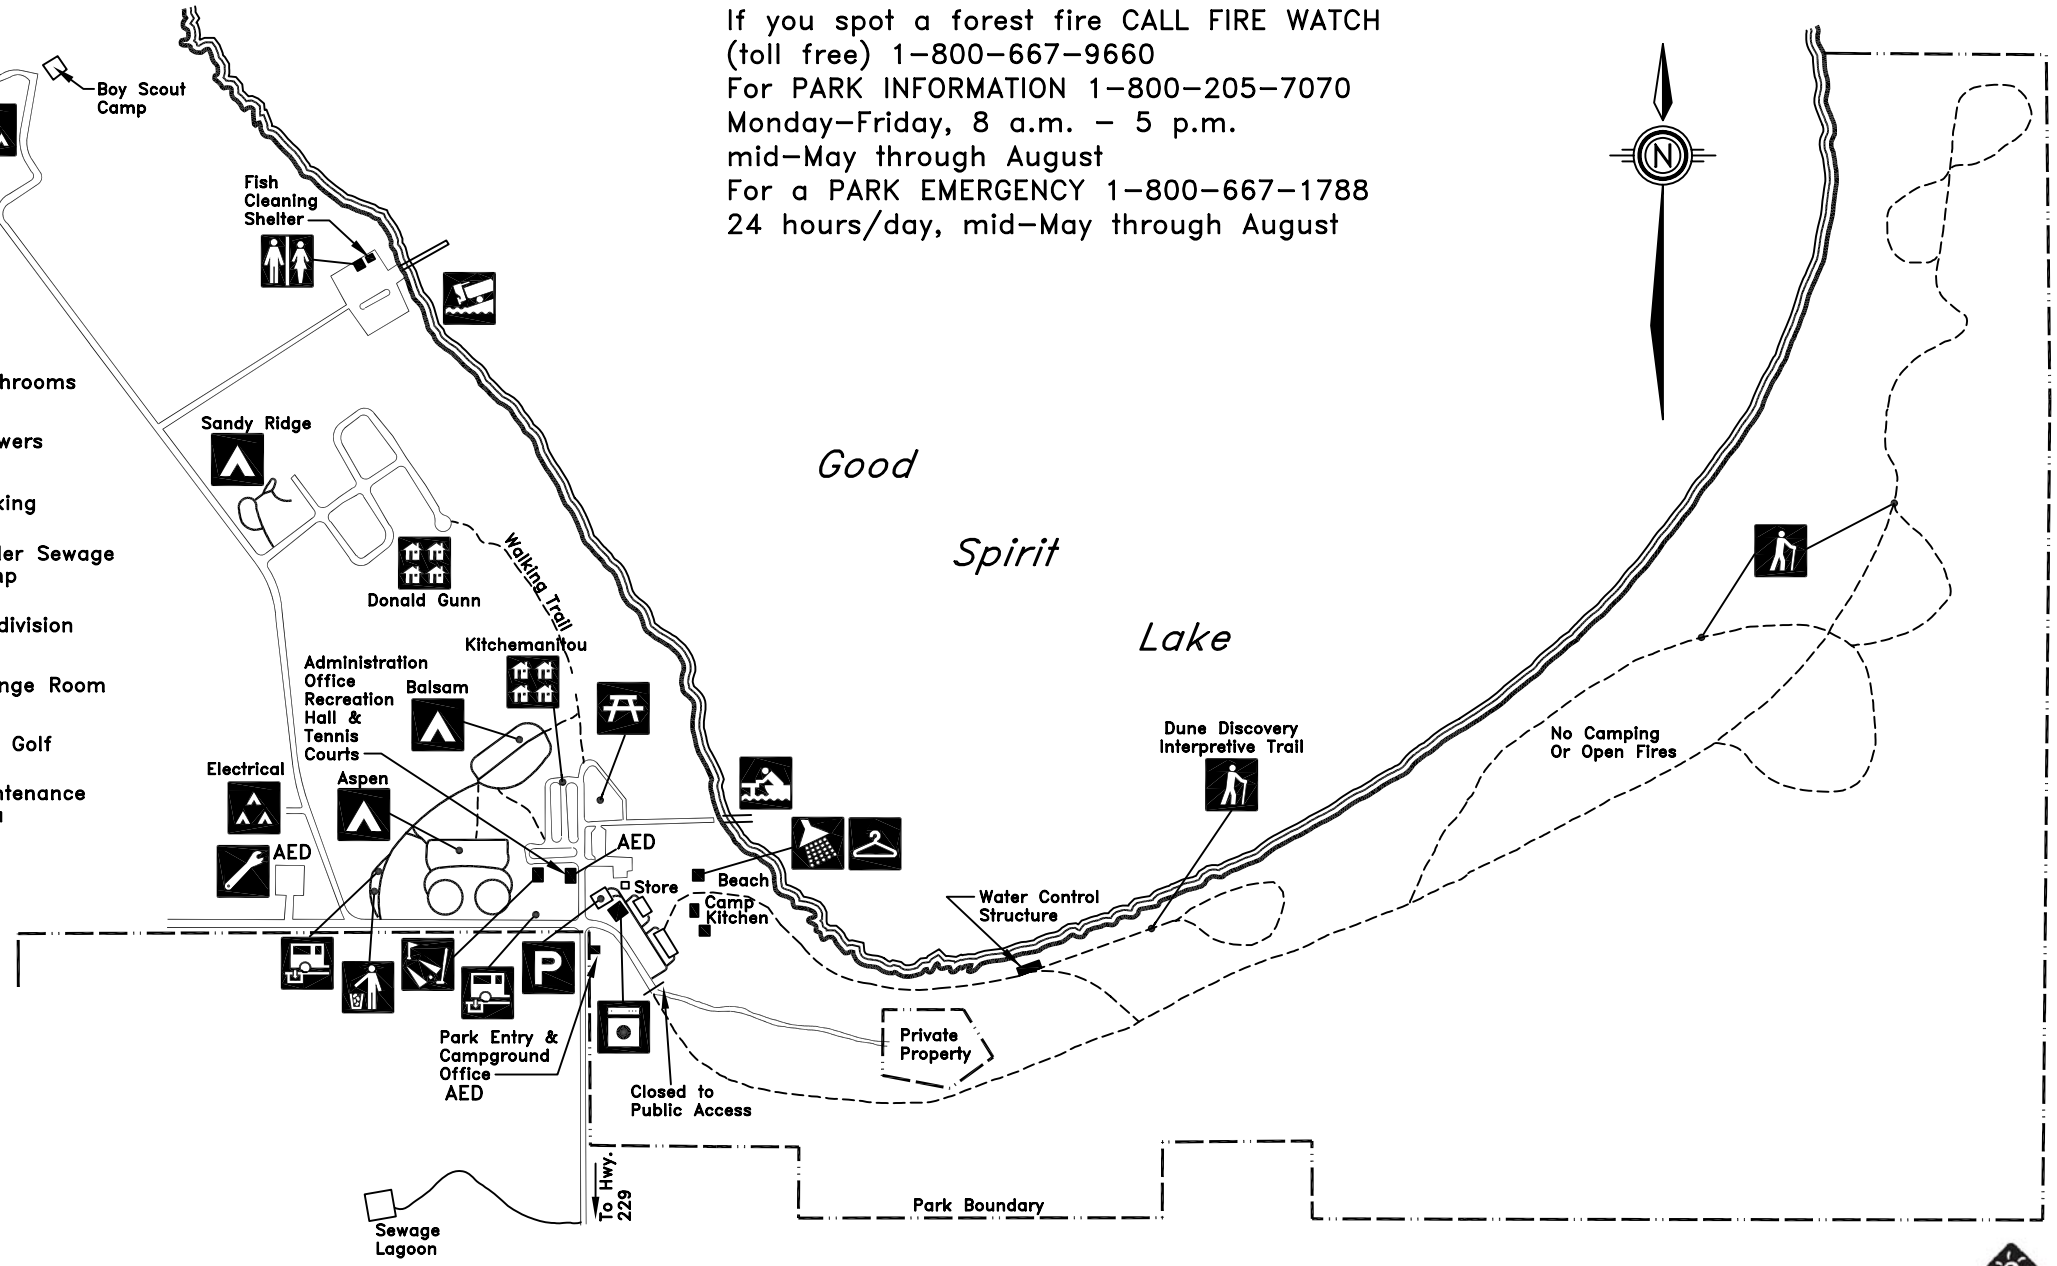 If you spot a forest fire CALL FIRE WATCH
(toll free) 1-800-667-9660
For PARK INFORMATION 1-800-205-7070
Monday-Friday, 8 a.m. - 5 p.m.
mid-May through August
For a PARK EMERGENCY 1-800-667-1788
24 hours/day, mid-May through August
Boy Scout
Camp
N
Fish
Cleaning
Shelter
hrooms
Sandy Ridge
wers
Good
king
Spirit
Walking Trail
ler Sewage
mp
Donald Gunn
division
Lake
Kitchemanitou
Administration
Office
Recreation
Hall &
Tennis
Courts
Balsam
nge Room
Golf
Dune Discovery
Interpretive Trail
No Camping
Or Open Fires
Electrical
Aspen
ntenance
AED
AED
Store
Beach
Camp
Kitchen
Water Control
Structure
P
Park Entry &
Campground
Office
AED
Private
Property
Closed to
Public Access
To Hwy.
229
Park Boundary
Sewage
Lagoon